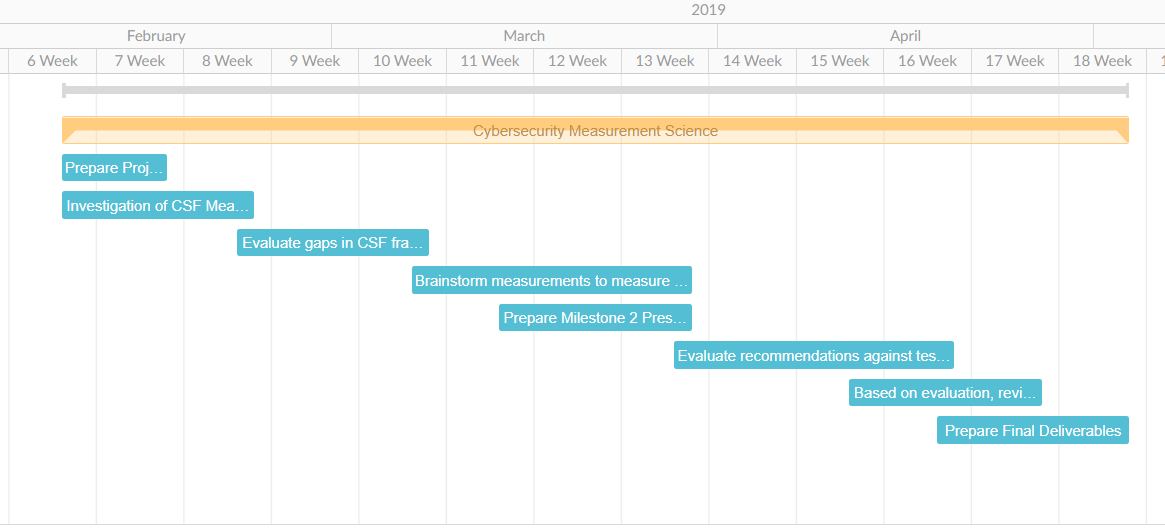 2019
February March April
6 Week 7 Week 8 Week 9 Week 10 Week 11 Week 12 Week 13 Week 14 Week 15 Week 16 Week 17 Week 18 Week 1
Cybersecurity Measurement Science
Prepare Proj...
Investigation of CSF Mea...
Evaluate gaps in CSF fra...
Brainstorm measurements to measure ...
Prepare Milestone 2 Pres...
Evaluate recommendations against tes...
Based on evaluation, revi...
Prepare Final Deliverables